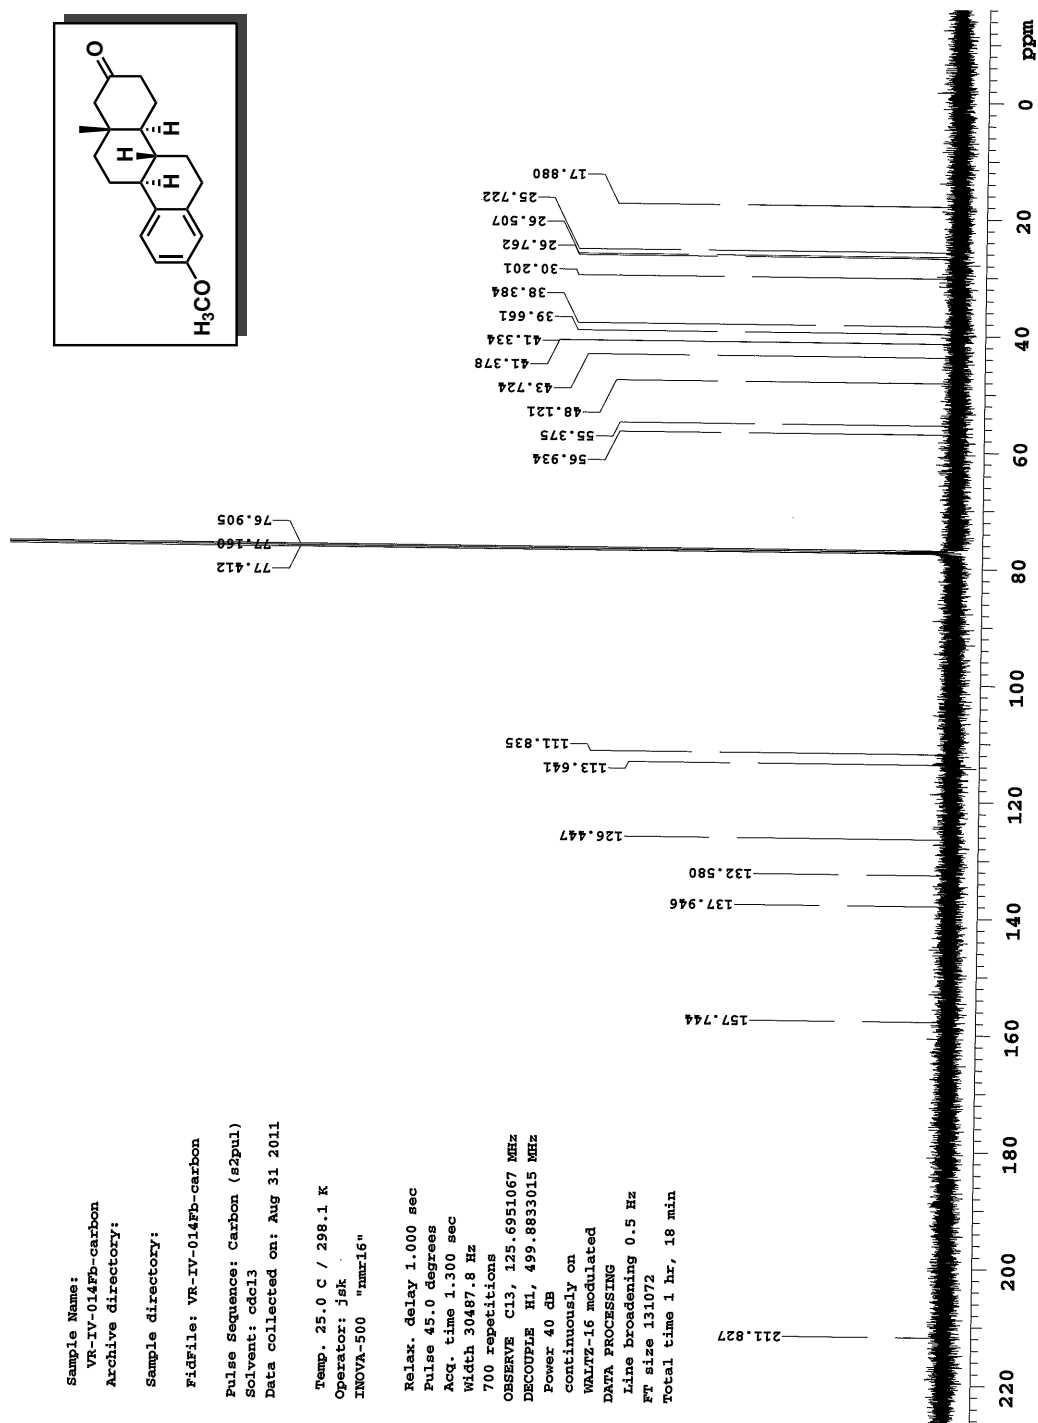 Sample Name:
VR-IV-014Fb-carbon
Archive directory:
Sample directory:
FidFile: VR-IV-014Fb-carbon
Pulse Sequence: Carbon (s2pul)
Solvent: cdcl3
Data collected on: Aug 31 2011
Temp. 25.0 C / 298.1 K
Operator: jsk
INOVA-500 "nmr16"
Relax. delay 1.000 sec
Pulse 45.0 degrees
Acq. time 1.300 sec
Width 30487.8 Hz
700 repetitions
OBSERVE C13, 125.6951067 MHz
DECOUPLE H1, 499.8833015 MHz
Power 40 dB
continuously on
WALTZ-16 modulated
DATA PROCESSING
Line broadening 0.5 Hz
FT size 131072
Total time 1 hr, 18 min
H3CO
H
H
H
O
211.827
157.744
137.946
132.580
126.447
113.641
111.835
77.412
77.160
76.905
56.934
55.375
48.121
43.724
41.378
41.334
39.661
38.384
30.201
26.762
26.507
25.722
17.880
220 200 180 160 140 120 100 80 60 40 20 0 ppm